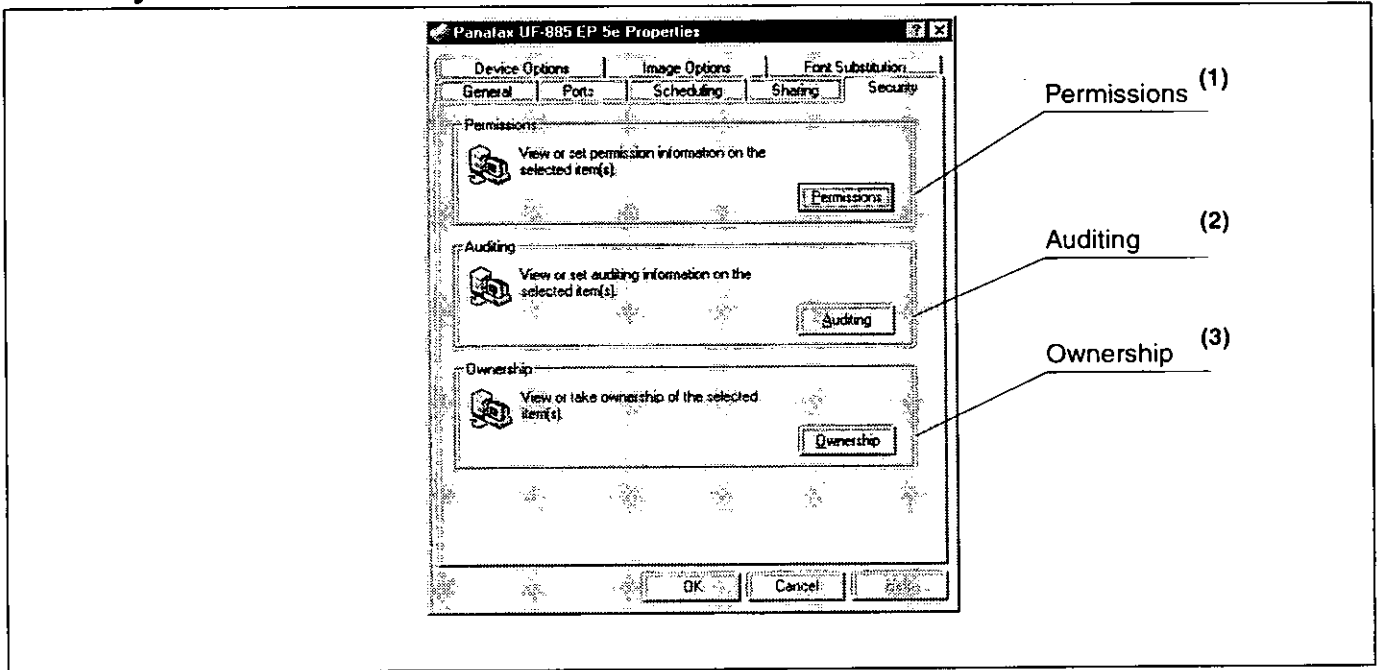 Panafax UF-885 EP 5e Properties
Device Options Image Options Font Substitution
General Ports Scheduling Sharing Security
Permissions
View or set permission information on the
selected item(s).
Permissions
Auditing
View or set auditing information on the
selected item(s).
Auditing
Ownership
View or take ownership of the selected
item(s).
Ownership
OK Cancel
Permissions (1)
Auditing (2)
Ownership (3)